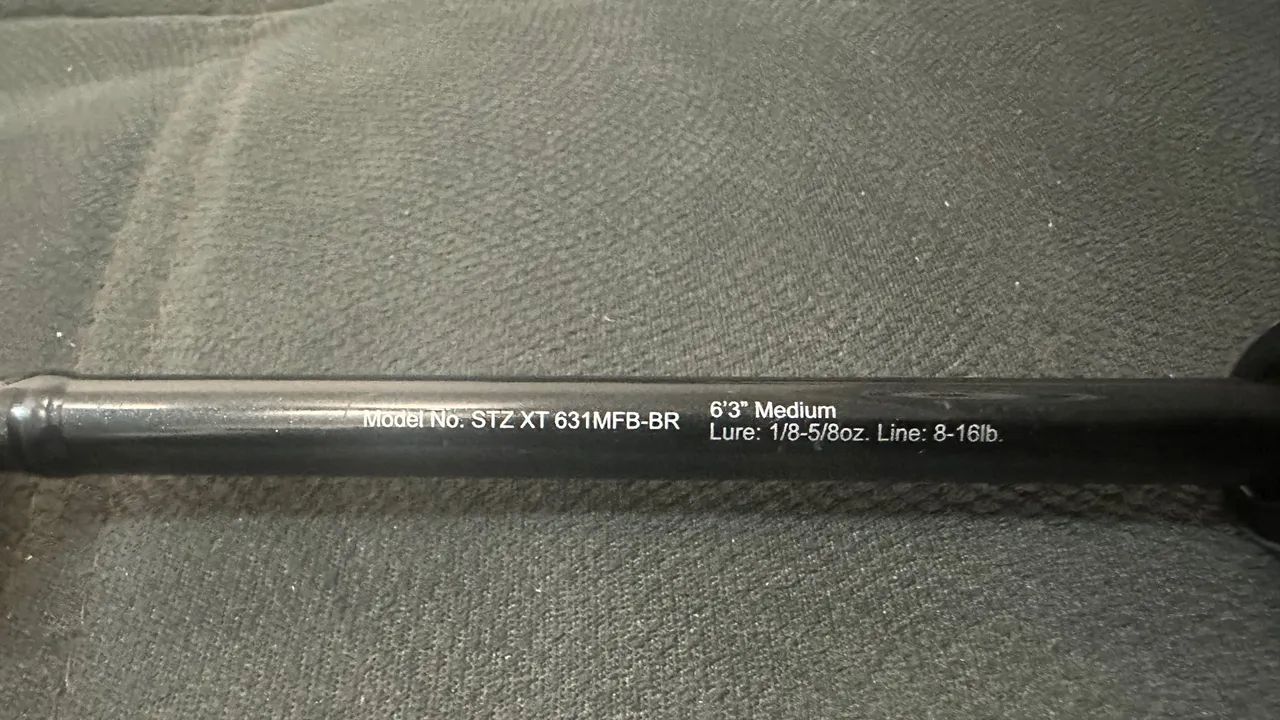 Model No. STZ XT 631MFB-BR
6'3" Medium
Lure: 1/8-5/8oz. Line: 8-16lb.